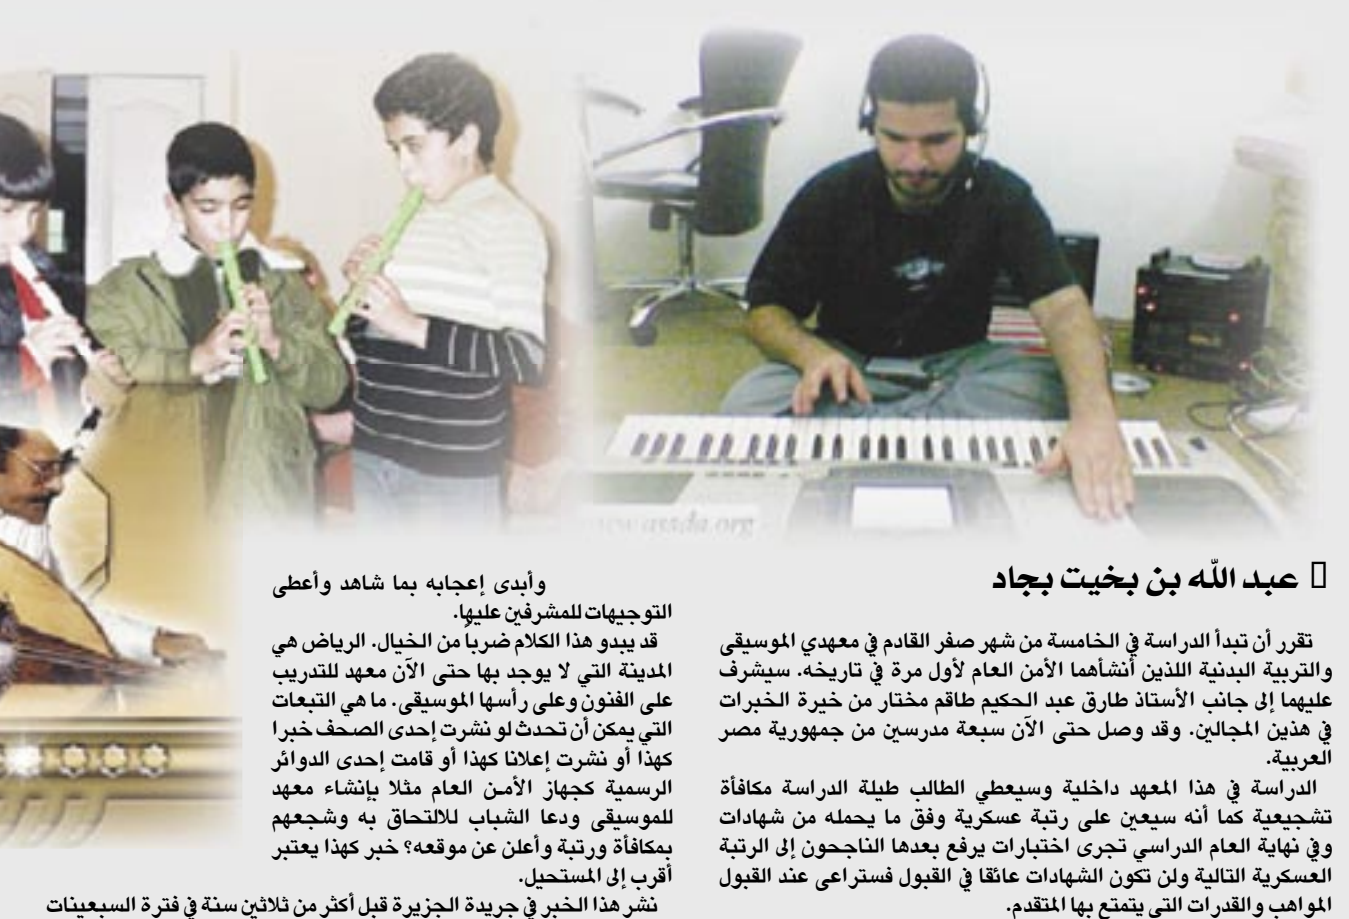 عبد الله بن بخيت بجاد
تقرر أن تبدأ الدراسة في الخامسة من شهر صفر القادم في معهدي الموسيقى
والتربية البدنية اللذين أنشأهما الأمن العام لأول مرة في تاريخه. سيشرف
عليهما إلى جانب الأستاذ طارق عبد الحكيم طاقم مختار من خيرة الخبرات
في هذين المجالين. وقد وصل حتى الآن سبعة مدرسين من جمهورية مصر
العربية.
الدراسة في هذا المعهد داخلية وسيعطي الطالب طيلة الدراسة مكافأة
تشجيعية كما أنه سيعين على رتبة عسكرية وفق ما يحمله من شهادات
وفي نهاية العام الدراسي تجرى اختبارات يرفع بعدها الناجحون إلى الرتبة
العسكرية التالية ولن تكون الشهادات عائقا في القبول فستراعى عند القبول
المواهب والقدرات التي يتمتع بها المتقدم.
وأبدى إعجابه بما شاهد وأعطى
التوجيهات للمشرفين عليها.
قد يبدو هذا الكلام ضرباً من الخيال. الرياض هي
المدينة التي لا يوجد بها حتى الآن معهد للتدريب
على الفنون وعلى رأسها الموسيقى. ما هي التبعات
التي يمكن أن تحدث لو نشرت إحدى الصحف خبرا
كهذا أو نشرت إعلانا كهذا أو قامت إحدى الدوائر
الرسمية كجهاز الأمن العام مثلا بإنشاء معهد
للموسيقى ودعا الشباب للالتحاق به وشجعهم
بمكافأة ورتبة وأعلن عن موقعه؟ خبر كهذا يعتبر
أقرب إلى المستحيل.
نشر هذا الخبر في جريدة الجزيرة قبل أكثر من ثلاثين سنة في فترة السبعينات
www.asada.org